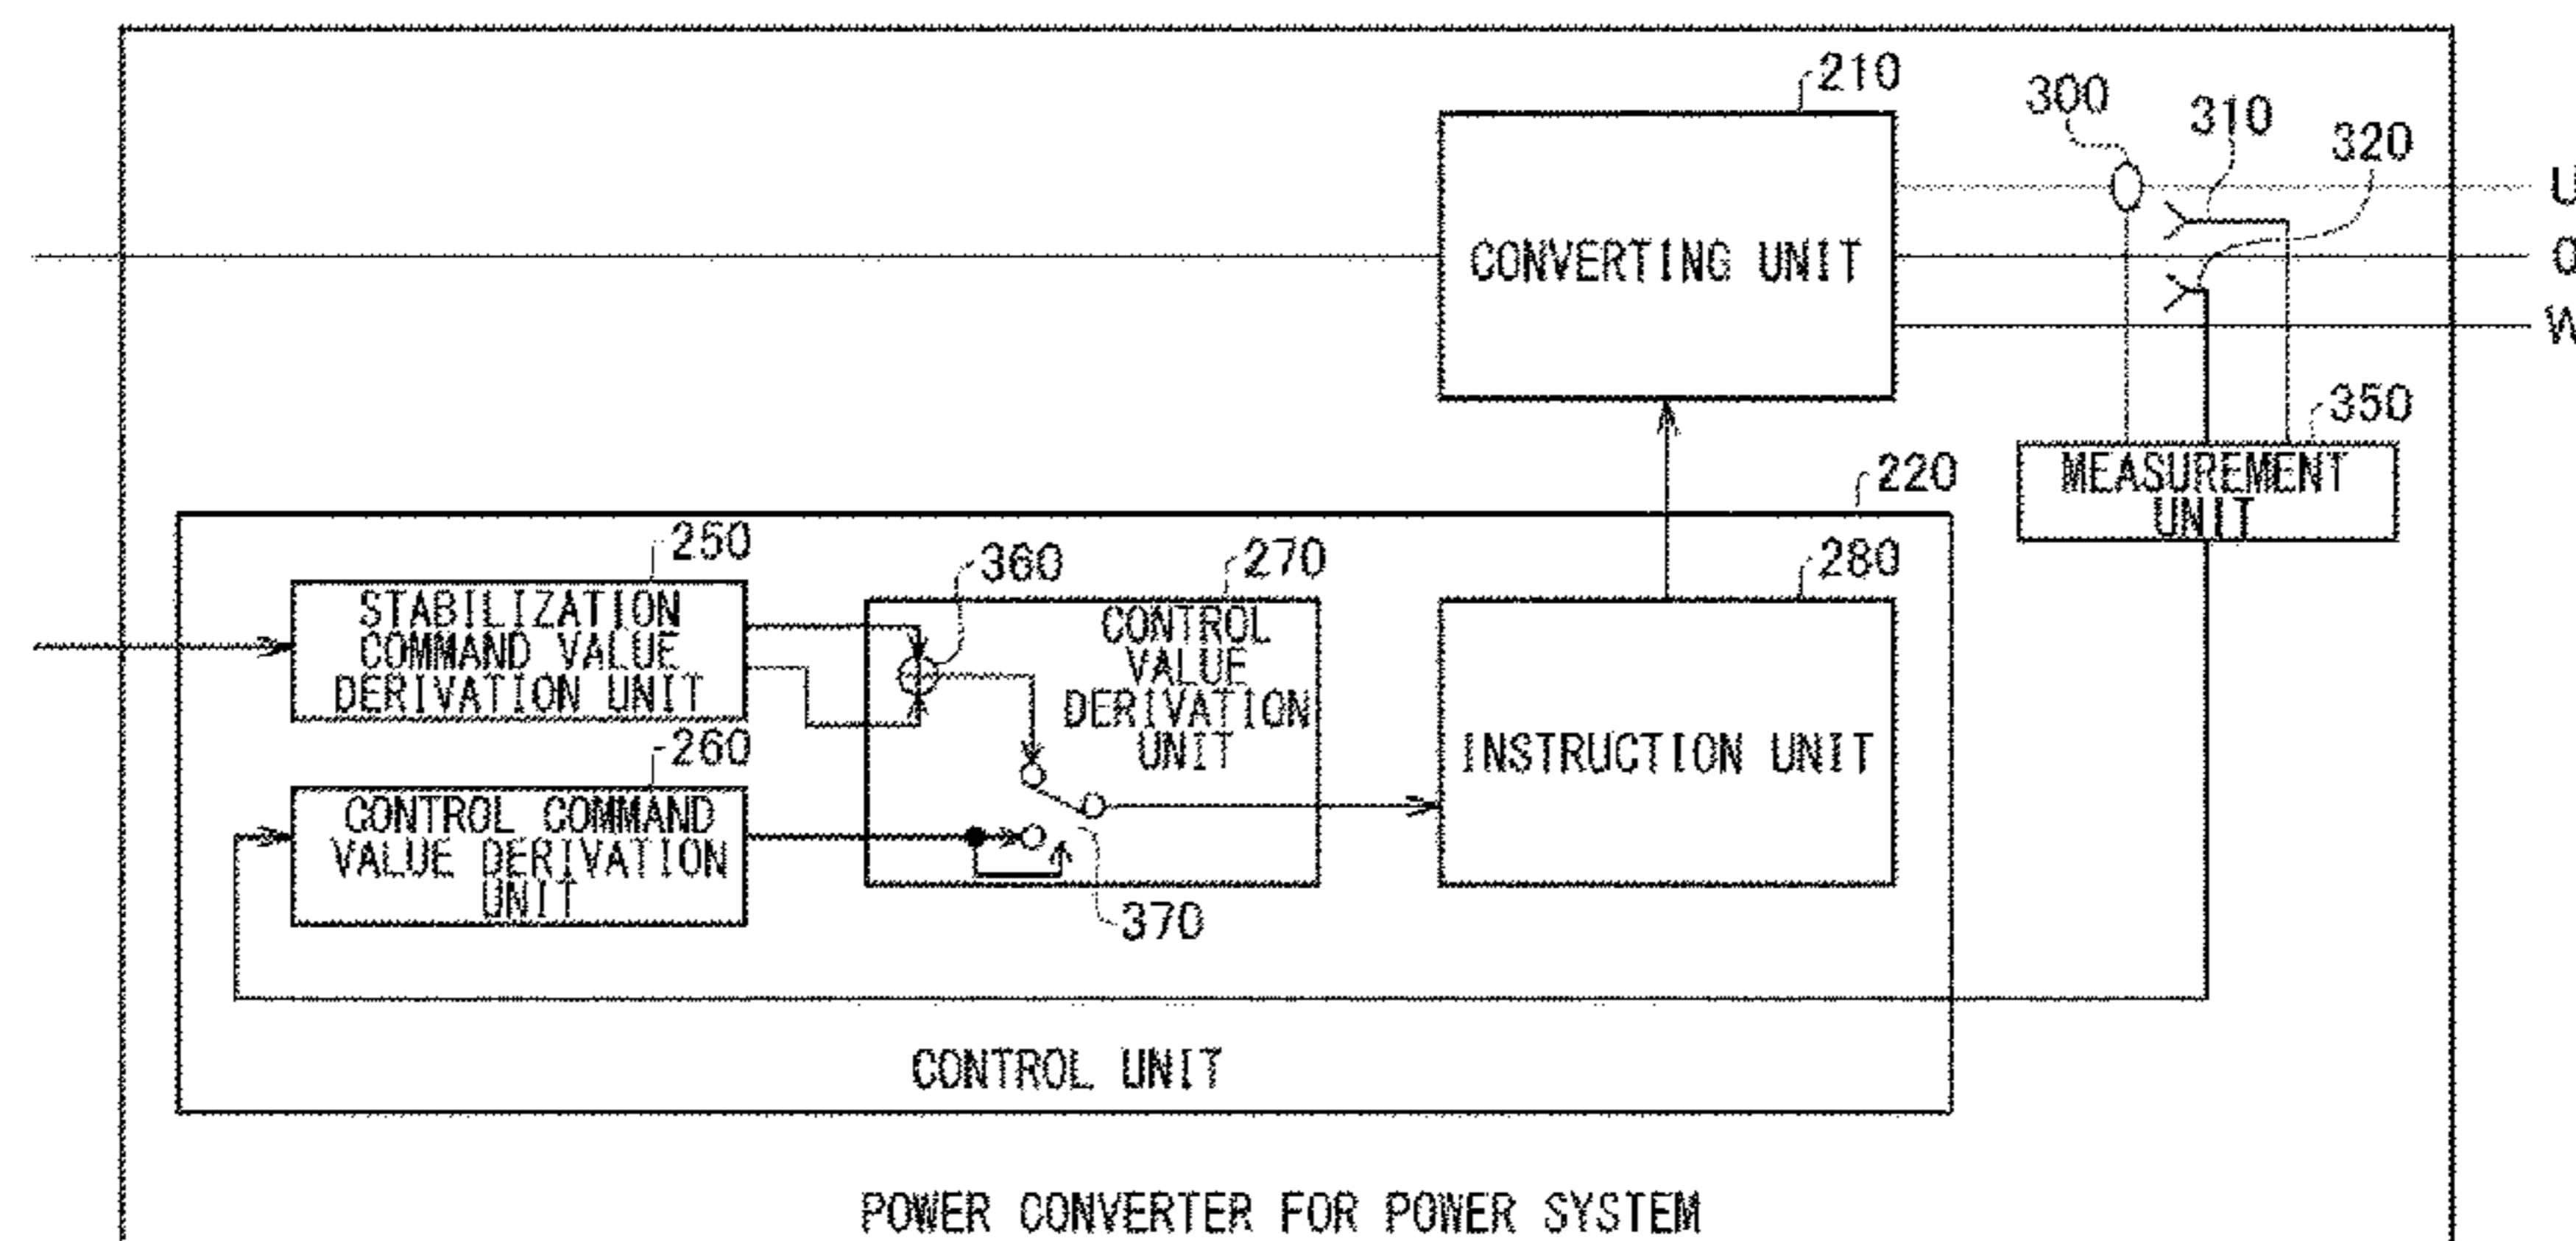 210
300
310
320
U
CONVERTING UNIT
W
350
MEASUREMENT
UNIT
220
250
360
270
280
STABILIZATION
COMMAND VALUE
DERIVATION UNIT
CONTROL
VALUE
DERIVATION
UNIT
INSTRUCTION UNIT
260
CONTROL COMMAND
VALUE DERIVATION
UNIT
370
CONTROL UNIT
POWER CONVERTER FOR POWER SYSTEM